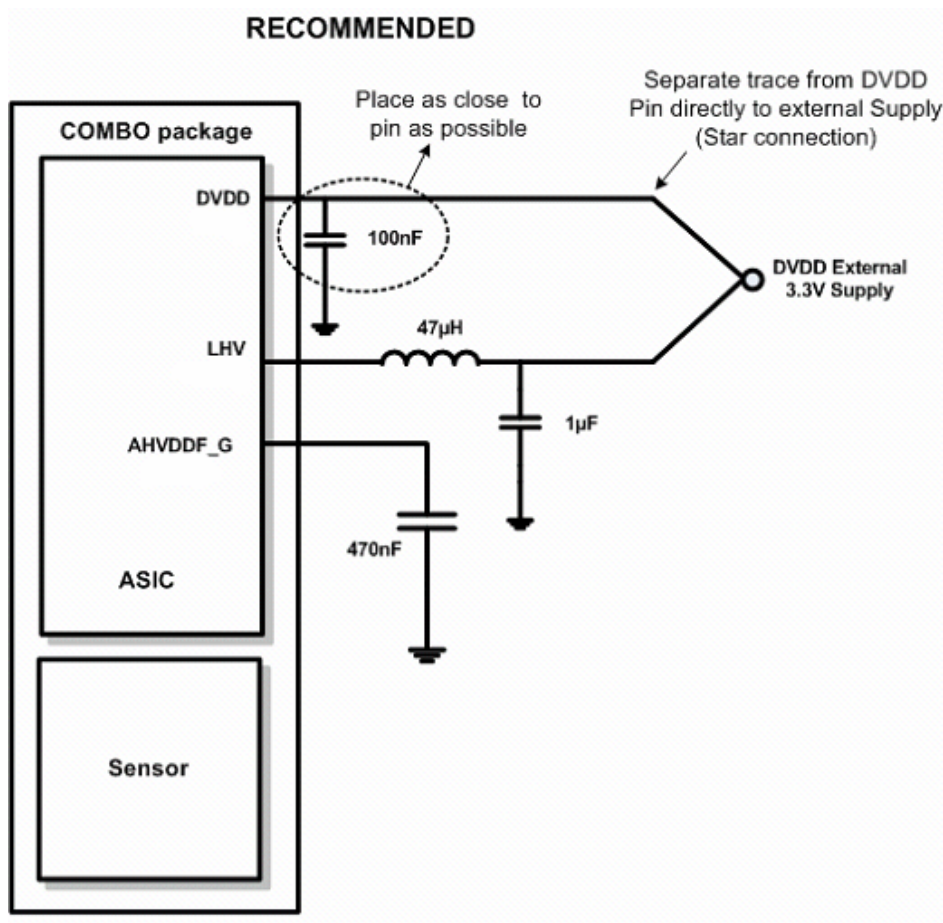 RECOMMENDED
Place as close to
pin as possible
Separate trace from DVDD
Pin directly to external Supply
(Star connection)
COMBO package
DVDD
100nF
DVDD External
3.3V Supply
47µH
LHV
1µF
AHVDDF_G
470nF
ASIC
Sensor